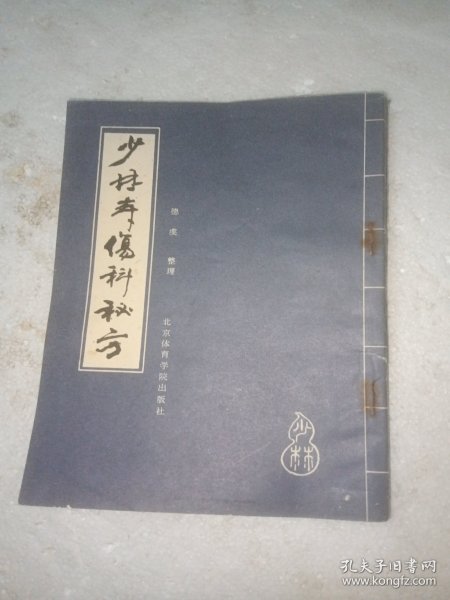 少林寺傷科秘方
德虔 整理
北京体育学院出版社
少林
孔夫子旧书网
www.kongfz.com